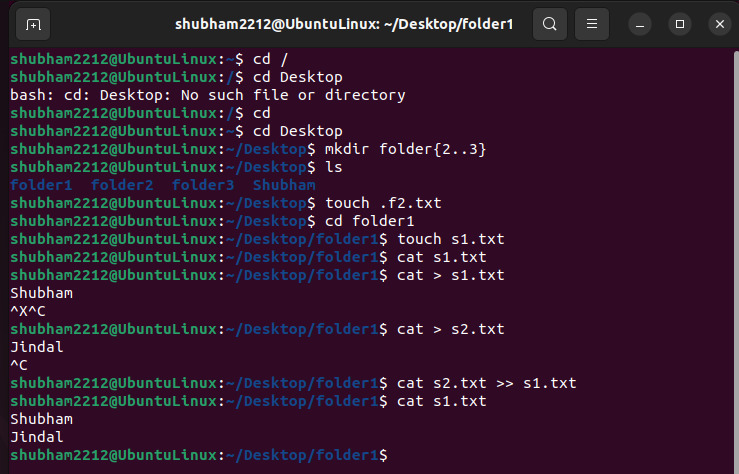 shubham2212@UbuntuLinux: ~/Desktop/folder1
shubham2212@UbuntuLinux:~$ cd /
shubham2212@UbuntuLinux:/$ cd Desktop
bash: cd: Desktop: No such file or directory
shubham2212@UbuntuLinux:/$ cd
shubham2212@UbuntuLinux:~$ cd Desktop
shubham2212@UbuntuLinux:~/Desktop$ mkdir folder{2..3}
shubham2212@UbuntuLinux:~/Desktop$ ls
folder1  folder2  folder3  Shubham
shubham2212@UbuntuLinux:~/Desktop$ touch .f2.txt
shubham2212@UbuntuLinux:~/Desktop$ cd folder1
shubham2212@UbuntuLinux:~/Desktop/folder1$ touch s1.txt
shubham2212@UbuntuLinux:~/Desktop/folder1$ cat s1.txt
shubham2212@UbuntuLinux:~/Desktop/folder1$ cat > s1.txt
Shubham
^X^C
shubham2212@UbuntuLinux:~/Desktop/folder1$ cat > s2.txt
Jindal
^C
shubham2212@UbuntuLinux:~/Desktop/folder1$ cat s2.txt >> s1.txt
shubham2212@UbuntuLinux:~/Desktop/folder1$ cat s1.txt
Shubham
Jindal
shubham2212@UbuntuLinux:~/Desktop/folder1$